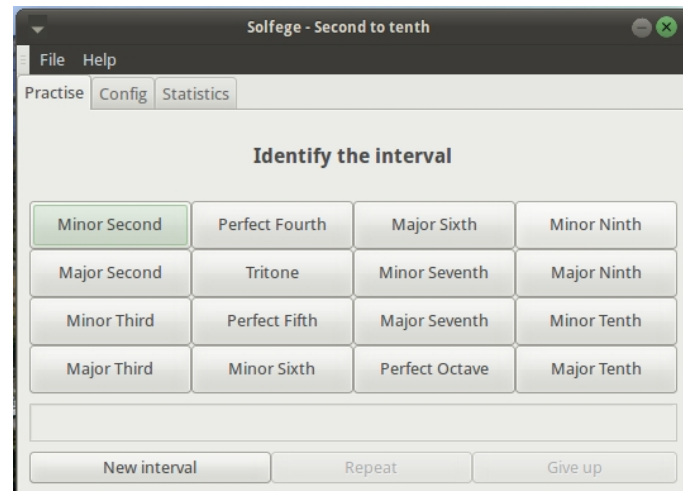 Solfege - Second to tenth
File Help
Practise Config Statistics
Identify the interval
Minor Second Perfect Fourth Major Sixth Minor Ninth
Major Second Tritone Minor Seventh Major Ninth
Minor Third Perfect Fifth Major Seventh Minor Tenth
Major Third Minor Sixth Perfect Octave Major Tenth
New interval Repeat Give up